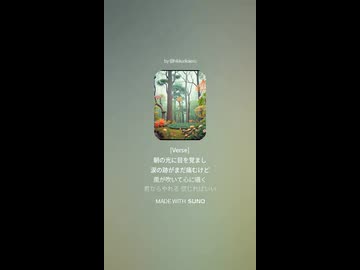 [Verse]
朝の光に目を覚まし
涙の跡がまだ痛むけど
風が吹いて心に囁く
君ならやれる 信じればいい
MADE WITH SUNO